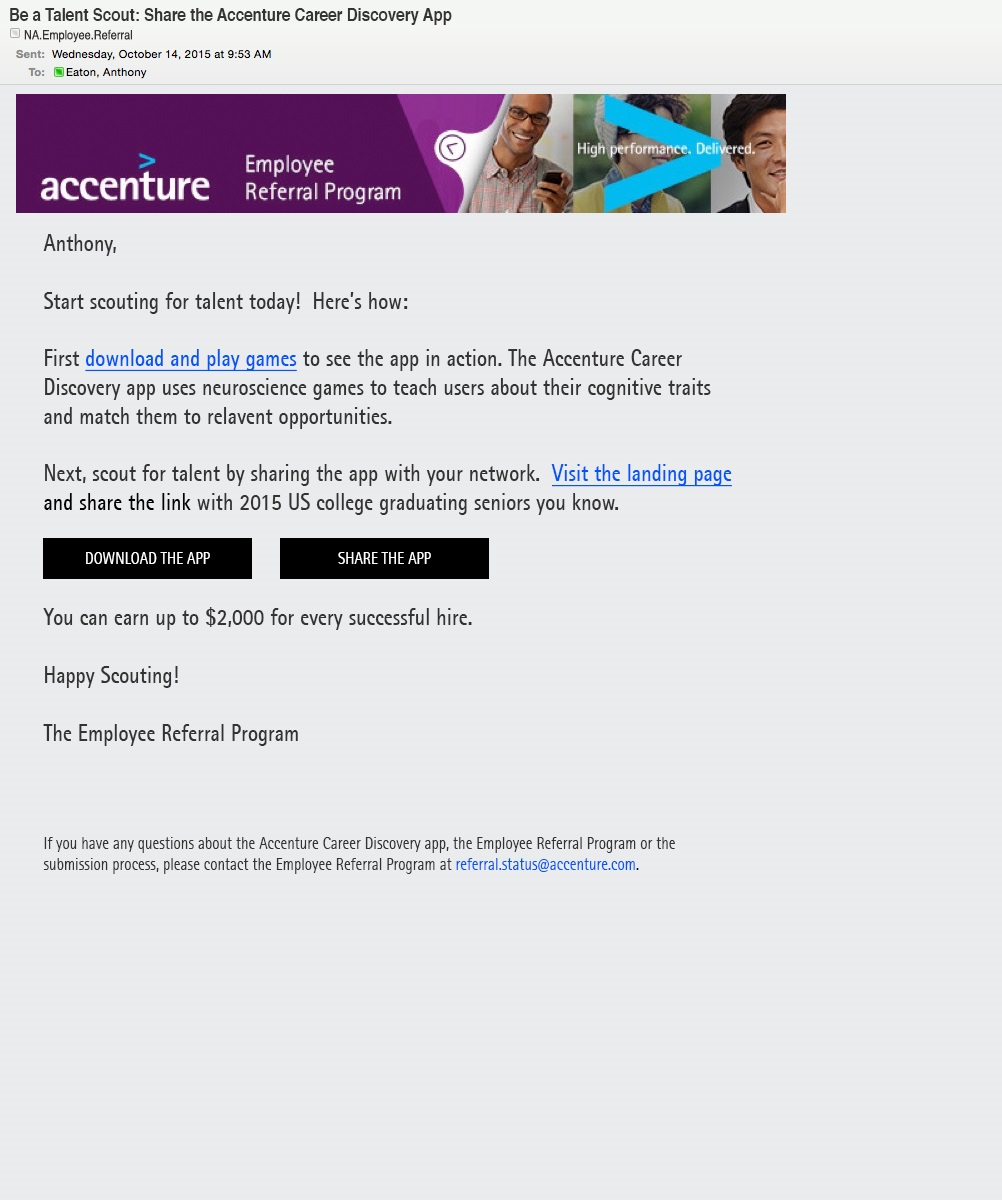 Be a Talent Scout: Share the Accenture Career Discovery App
NA.Employee.Referral
Sent: Wednesday, October 14, 2015 at 9:53 AM
To: Eaton, Anthony
accenture
Employee
Referral Program
High performance. Delivered.
Anthony,
Start scouting for talent today! Here's how:
First download and play games to see the app in action. The Accenture Career
Discovery app uses neuroscience games to teach users about their cognitive traits
and match them to relavent opportunities.
Next, scout for talent by sharing the app with your network. Visit the landing page
and share the link with 2015 US college graduating seniors you know.
DOWNLOAD THE APP
SHARE THE APP
You can earn up to $2,000 for every successful hire.
Happy Scouting!
The Employee Referral Program
If you have any questions about the Accenture Career Discovery app, the Employee Referral Program or the
submission process, please contact the Employee Referral Program at referral.status@accenture.com.